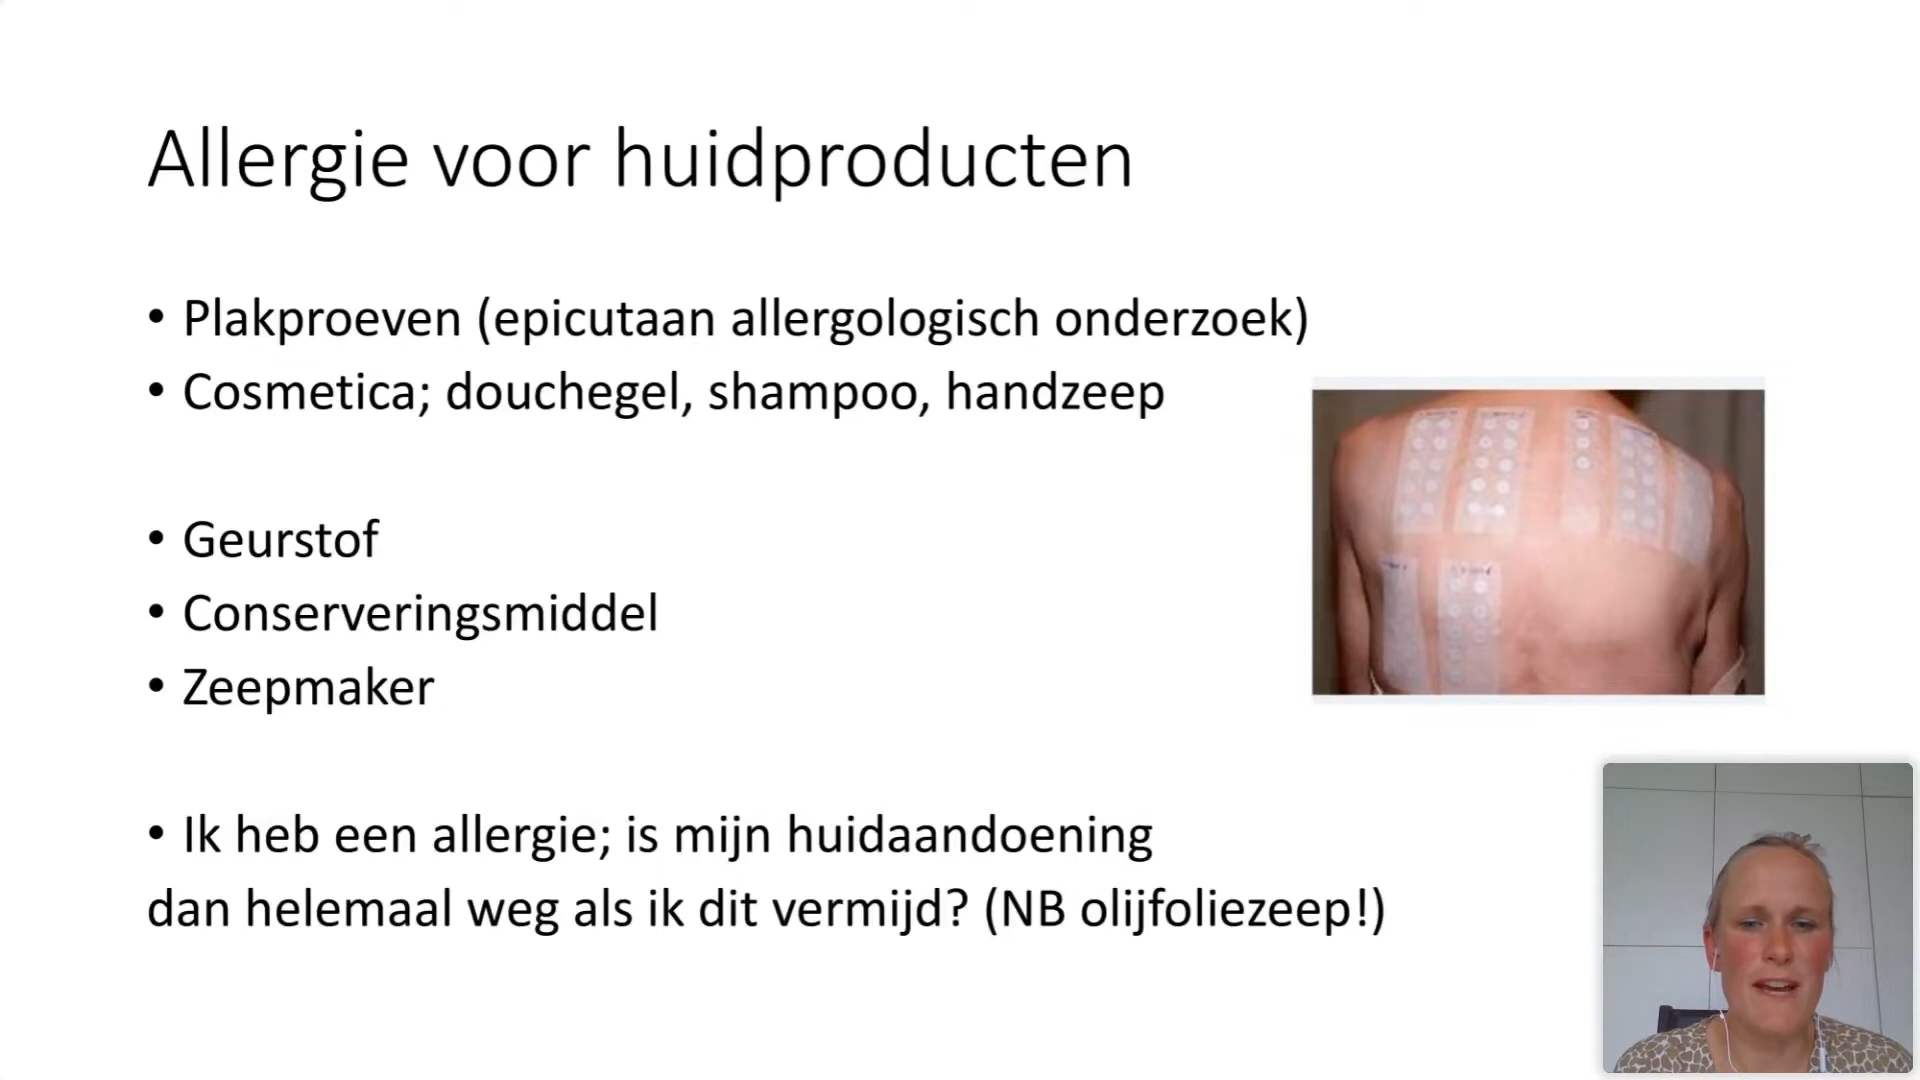 Allergie voor huidproducten
• Plakproeven (epicutaan allergologisch onderzoek)
• Cosmetica; douchegel, shampoo, handzeep
• Geurstof
• Conserveringsmiddel
• Zeepmaker
• Ik heb een allergie; is mijn huidaandoening
dan helemaal weg als ik dit vermijd? (NB olijfoliezeep!)